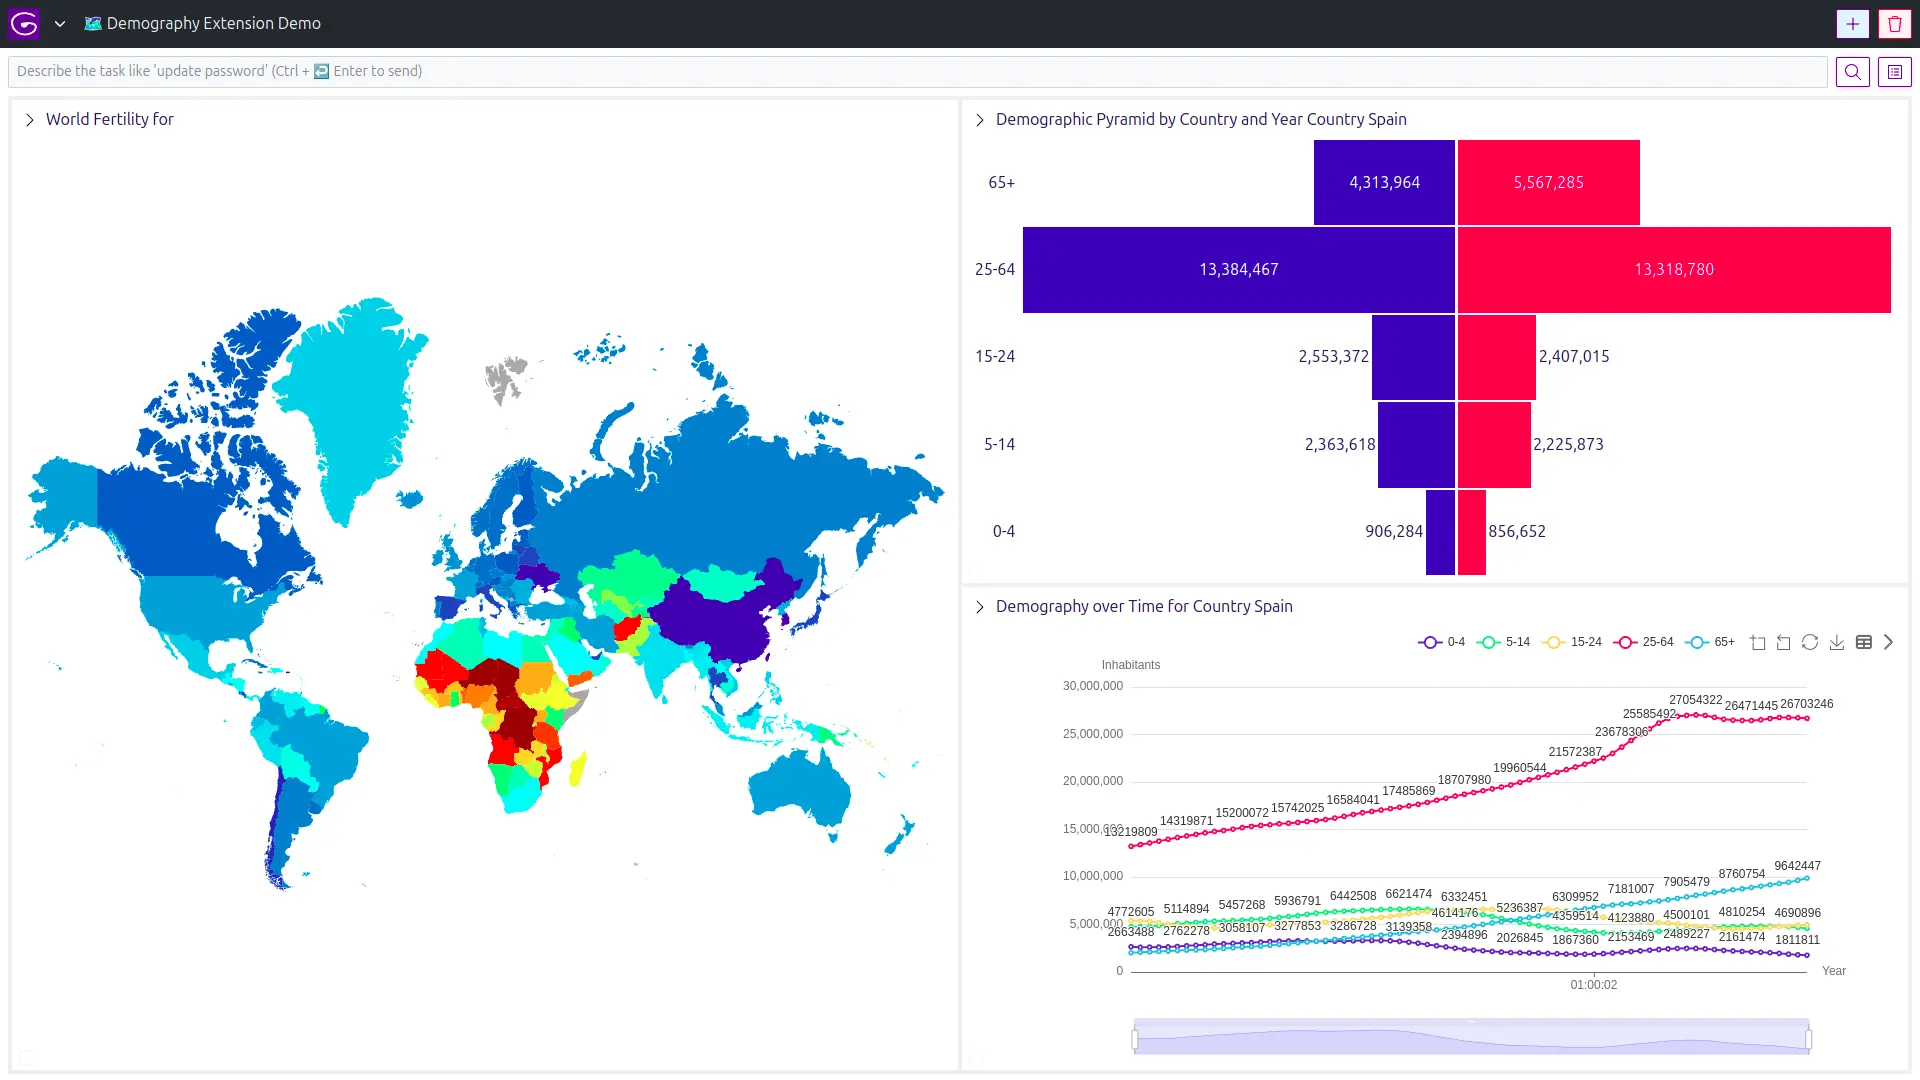 🗺️ Demography Extension Demo
Describe the task like 'update password' (Ctrl + ↩️ Enter to send)
World Fertility for
Demographic Pyramid by Country and Year Country Spain
65+ 4,313,964 5,567,285
25-64 13,384,467 13,318,780
15-24 2,553,372 2,407,015
5-14 2,363,618 2,225,873
0-4 906,284 856,652
Demography over Time for Country Spain
0-4 5-14 15-24 25-64 65+
Inhabitants
30,000,000
25,000,000
20,000,000
15,000,000
10,000,000
5,000,000
0
13219809 14319871 15200072 15742025 16584041 17485869 18707980 19960544 21572387 23678306 25585492 27054322 26471445 26703246
4772605 5114894 5457268 5936791 6442508 6621474 6332451 5236387 6309952 7181007 7905479 8760754 9642447
4614176 4359514 4123880 4500101 4810254 4690896
2663488 2762278 3058107 3277853 3286728 3139358 2394896 2026845 1867360 2153469 2489227 2161474 1811811
Year
01:00:02